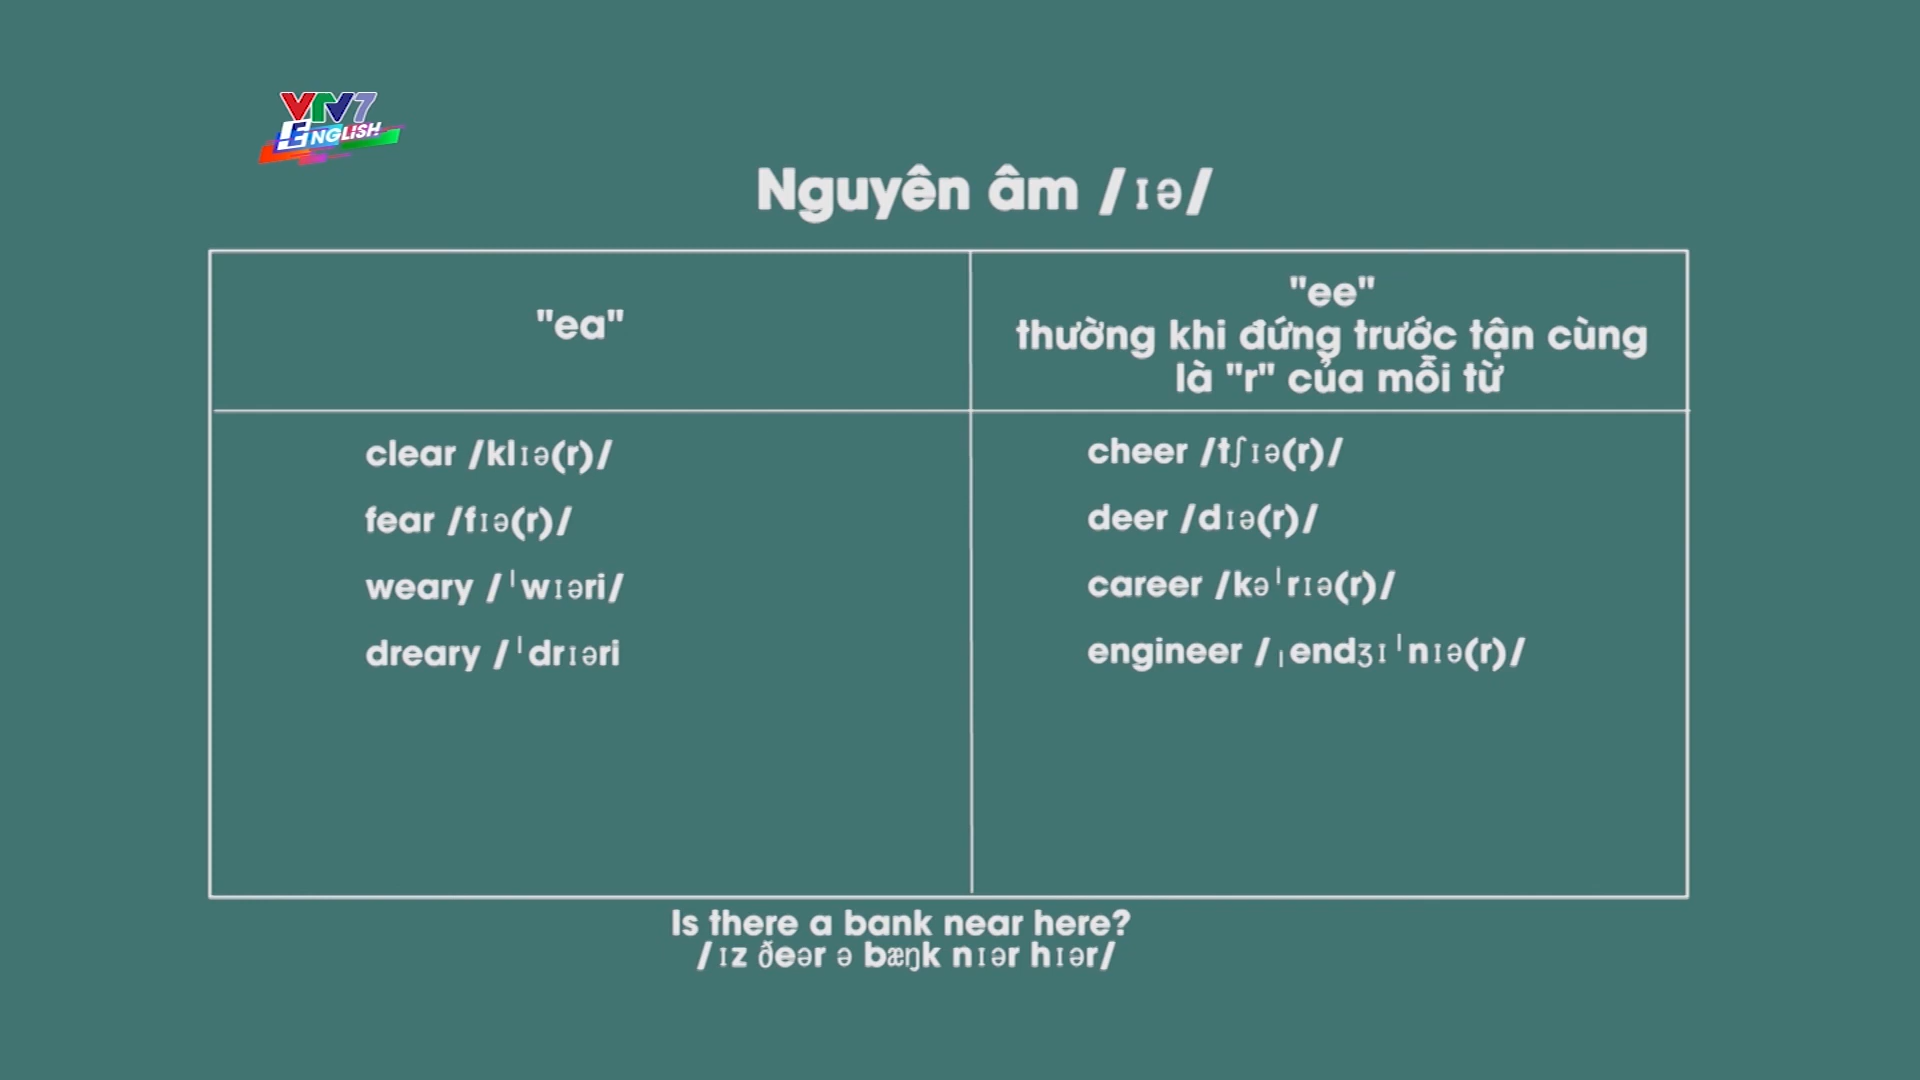 VTV7
ENGLISH
Nguyên âm /ɪə/
"ea"
"ee"
thường khi đứng trước tận cùng
là "r" của mỗi từ
clear /klɪə(r)/
fear /fɪə(r)/
weary /ˈwɪəri/
dreary /ˈdrɪəri
cheer /tʃɪə(r)/
deer /dɪə(r)/
career /kəˈrɪə(r)/
engineer /ˌendʒɪˈnɪə(r)/
Is there a bank near here?
/ɪz ðeər ə bæŋk nɪər hɪər/